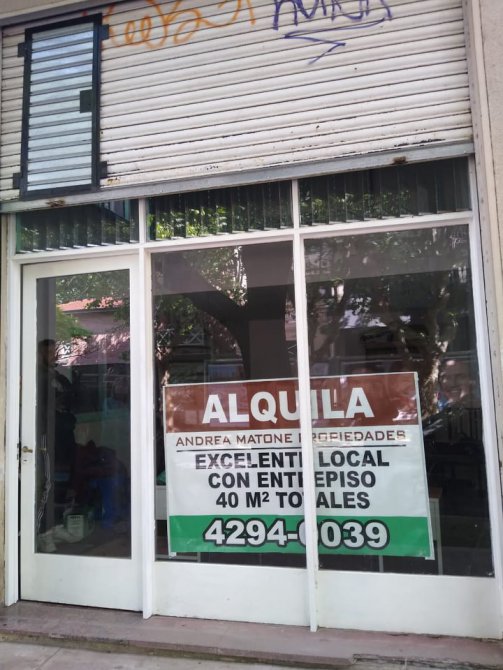 ALQUILA
ANDREA MATONE PROPIEDADES
EXCELENTE LOCAL
CON ENTREPISO
40 M² TOTALES
4294-0039